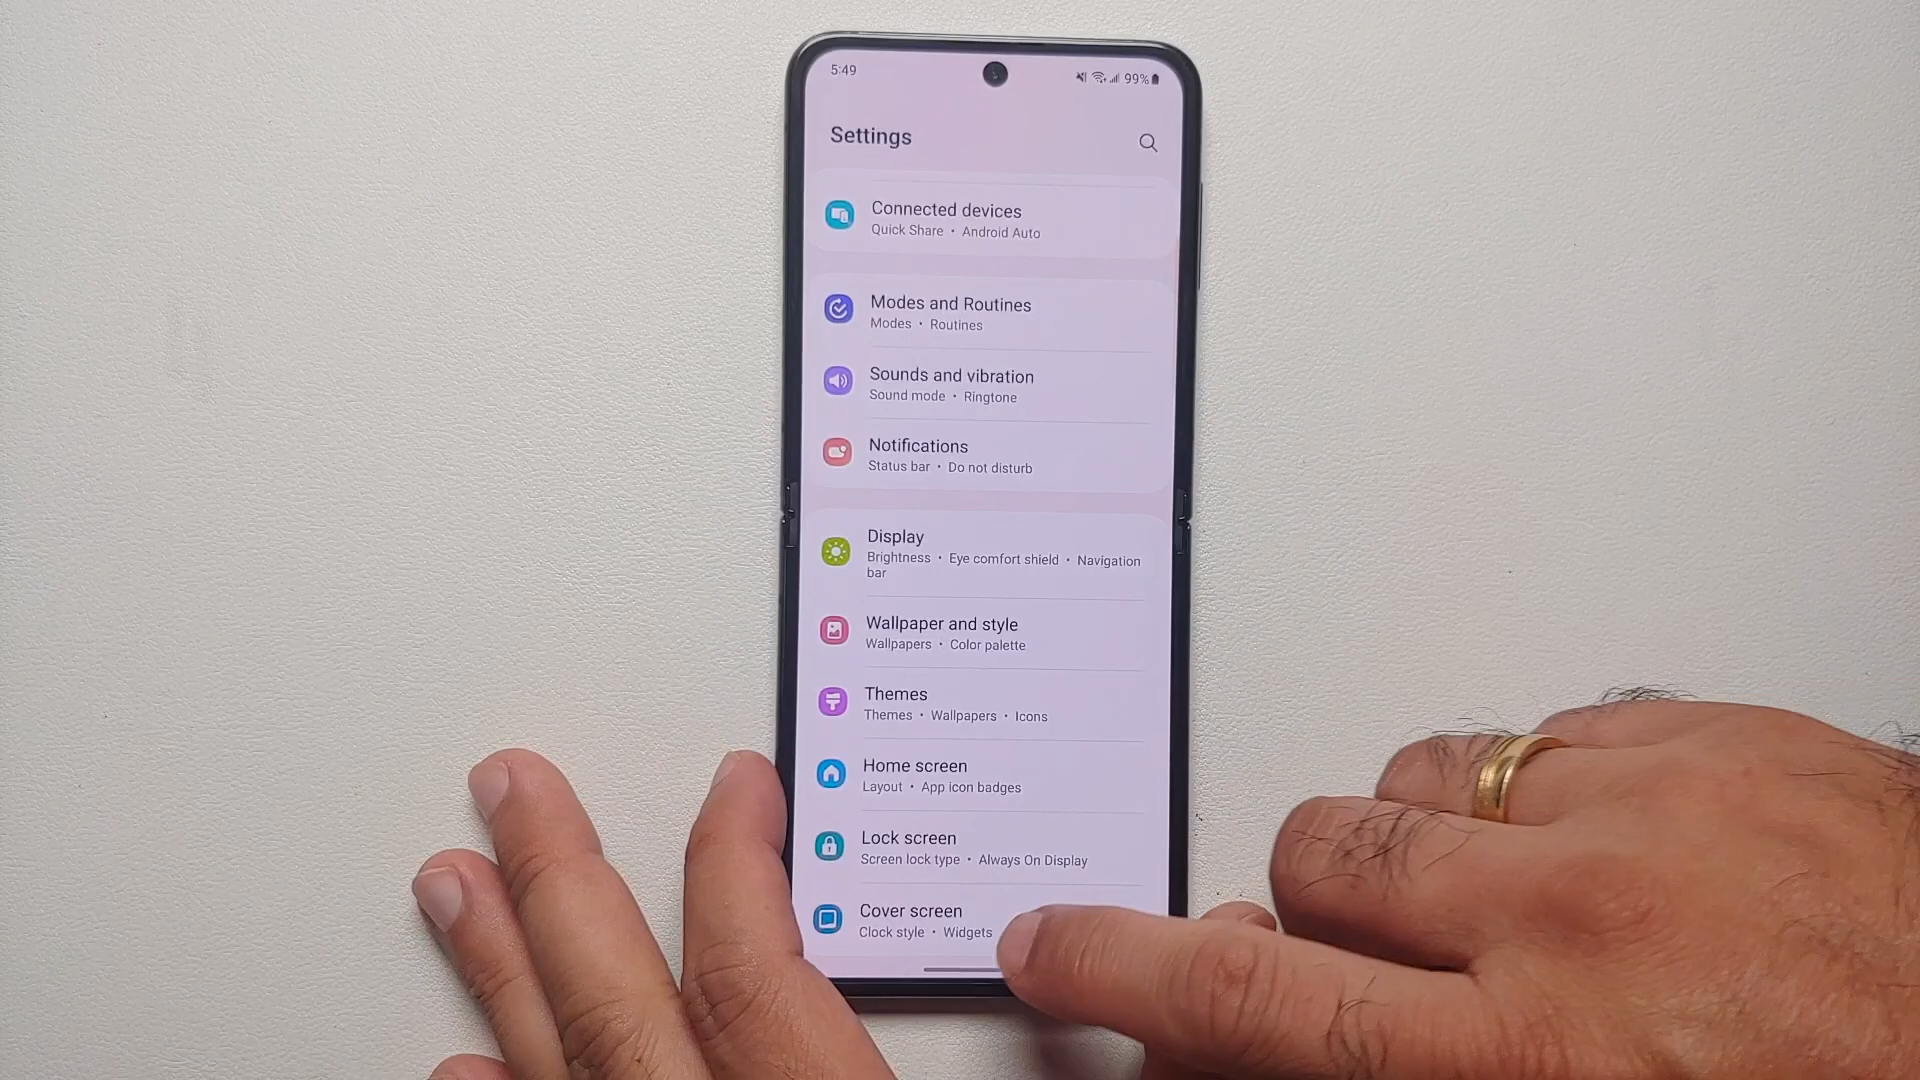 5:49
99%
Settings
Connected devices
Quick Share • Android Auto
Modes and Routines
Modes • Routines
Sounds and vibration
Sound mode • Ringtone
Notifications
Status bar • Do not disturb
Display
Brightness • Eye comfort shield • Navigation
bar
Wallpaper and style
Wallpapers • Color palette
Themes
Themes • Wallpapers • Icons
Home screen
Layout • App icon badges
Lock screen
Screen lock type • Always On Display
Cover screen
Clock style • Widgets